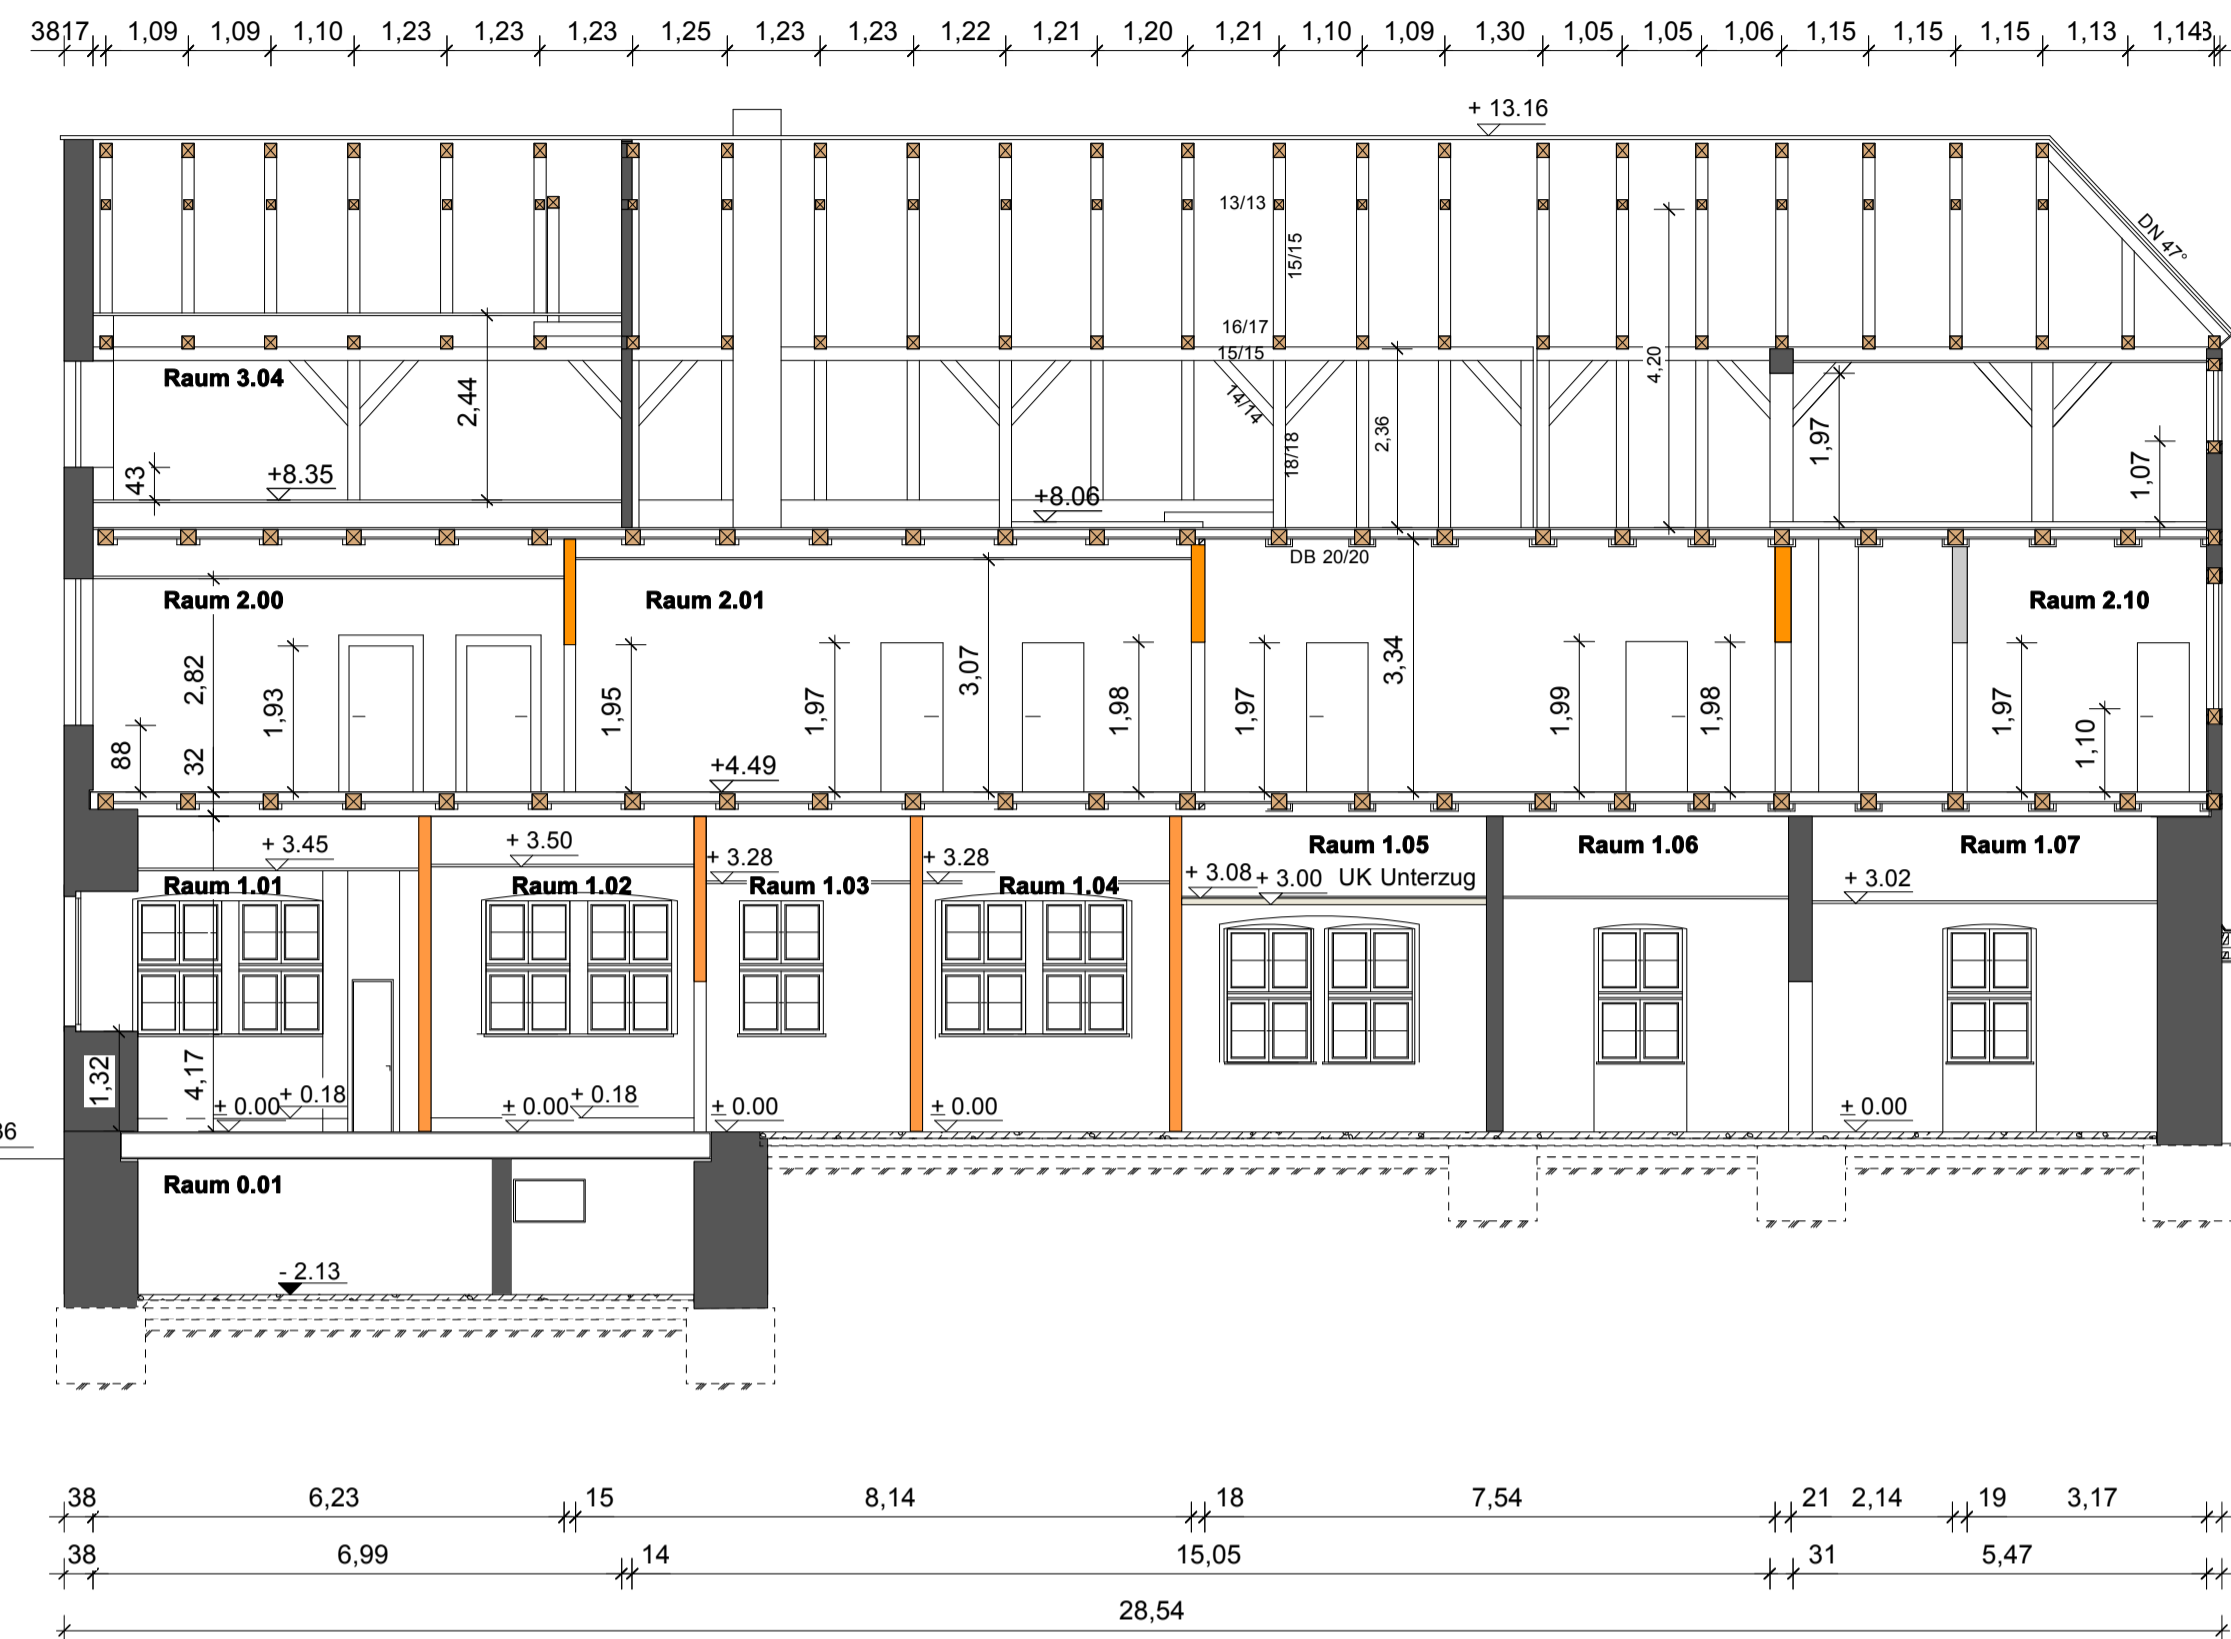 38 17 1,09 1,09 1,10 1,23 1,23 1,23 1,25 1,23 1,23 1,22 1,21 1,20 1,21 1,10 1,09 1,30 1,05 1,05 1,06 1,15 1,15 1,15 1,13 1,14
+ 13.16
13/13
15/15
DN 47°
16/17
15/15
4,20
Raum 3.04
2,44
14/14
2,36
18/18
1,97
1,07
43
+8.35
+8.06
DB 20/20
Raum 2.00
Raum 2.01
Raum 2.10
2,82
1,93
1,95
1,97
3,07
1,98
1,97
3,34
1,99
1,98
1,97
1,10
88
32
+4.49
+ 3.45
+ 3.50
+ 3.28
+ 3.28
Raum 1.05
Raum 1.06
Raum 1.07
Raum 1.01
Raum 1.02
Raum 1.03
Raum 1.04
+ 3.08
+ 3.00 UK Unterzug
+ 3.02
1,32
4,17
± 0.00
+ 0.18
± 0.00
+ 0.18
± 0.00
± 0.00
± 0.00
Raum 0.01
- 2.13
38 6,23 15 8,14 18 7,54 21 2,14 19 3,17
38 6,99 14 15,05 31 5,47
28,54